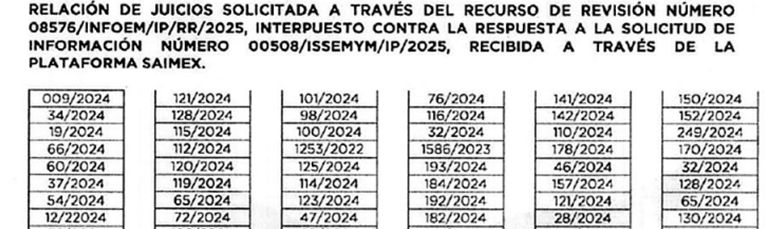 RELACIÓN DE JUICIOS SOLICITADA A TRAVÉS DEL RECURSO DE REVISIÓN NÚMERO
08576/INFOEM/IP/RR/2025, INTERPUESTO CONTRA LA RESPUESTA A LA SOLICITUD DE
INFORMACIÓN NÚMERO 00508/ISSEMYM/IP/2025, RECIBIDA A TRAVÉS DE LA
PLATAFORMA SAIMEX.
009/2024 121/2024 101/2024 76/2024 141/2024 150/2024
34/2024 128/2024 98/2024 116/2024 142/2024 152/2024
19/2024 115/2024 100/2024 32/2024 110/2024 249/2024
66/2024 112/2024 1253/2022 1586/2023 178/2024 170/2024
60/2024 120/2024 125/2024 193/2024 46/2024 32/2024
37/2024 119/2024 114/2024 184/2024 157/2024 128/2024
54/2024 65/2024 123/2024 192/2024 121/2024 65/2024
12/22024 72/2024 47/2024 182/2024 28/2024 130/2024